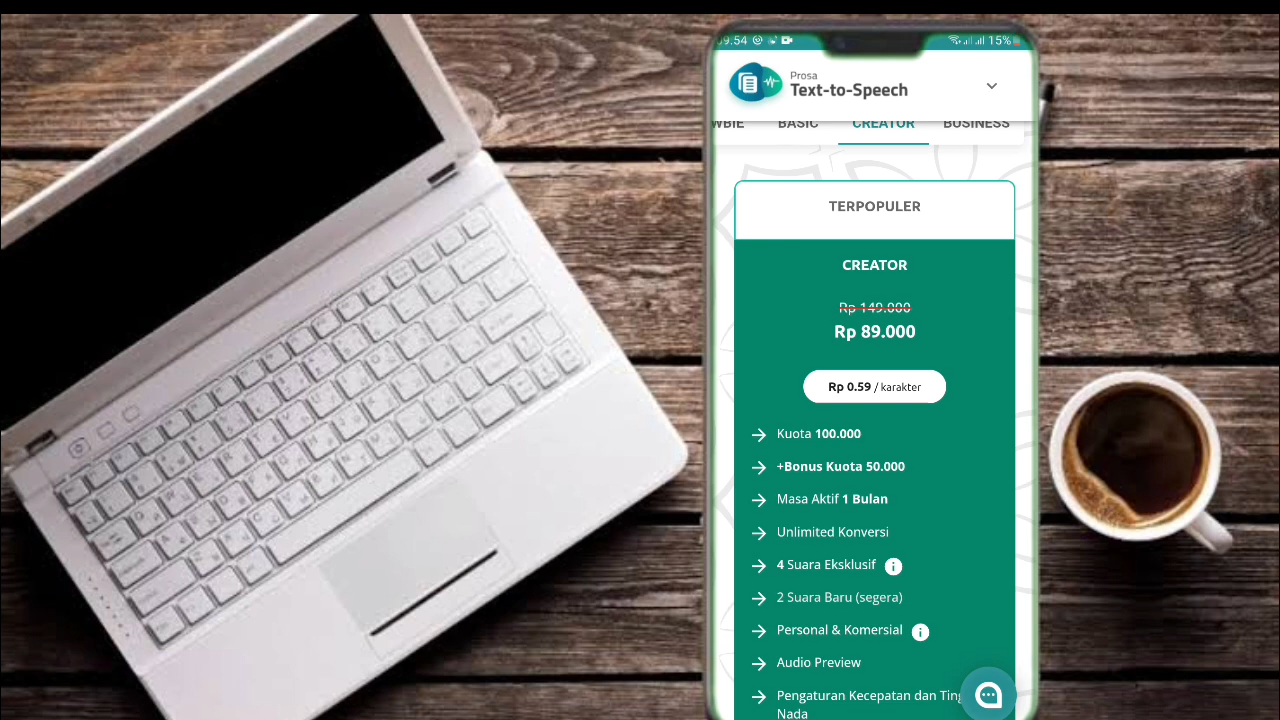 09.54 15%
Prosa
Text-to-Speech
WBIE BASIC CREATOR BUSINESS
TERPOPULER
CREATOR
Rp 149.000
Rp 89.000
Rp 0.59 / karakter
Kuota 100.000
+Bonus Kuota 50.000
Masa Aktif 1 Bulan
Unlimited Konversi
4 Suara Eksklusif
2 Suara Baru (segera)
Personal & Komersial
Audio Preview
Pengaturan Kecepatan dan Ting
Nada